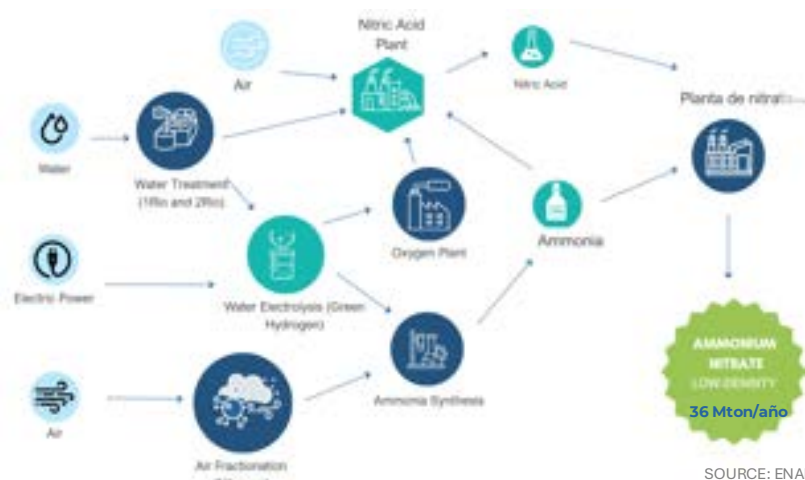 Nitric Acid
Plant
Air
Nitric Acid
Planta de
Water
Water Treatment
(1Rio and 2Rio)
Oxygen Plant
Ammonia
Electric Power
Water Electrolysis (Green
Hydrogen)
AMMONIUM
NITRATE
LOW-DENSITY
36 Mton/año
Ammonia Synthesis
Air
Air Fractionation
SOURCE: ENA